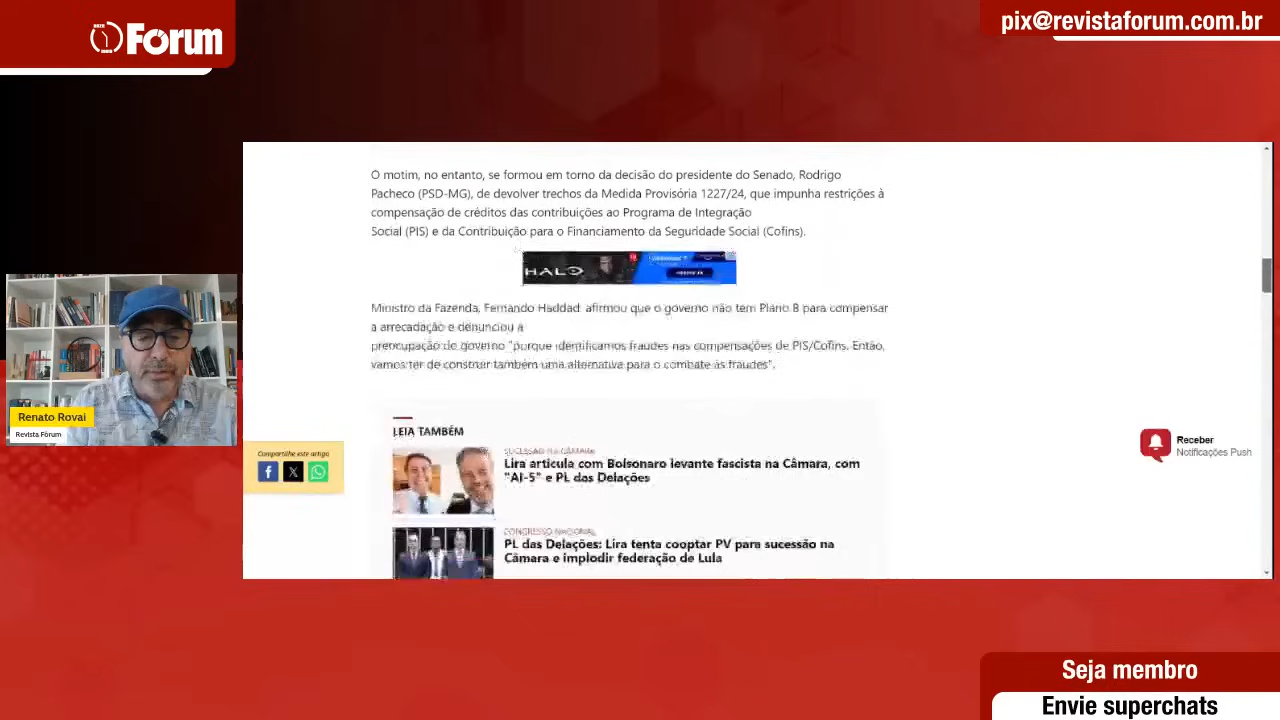 Forum
pix@revistaforum.com.br
O motim, no entanto, se formou em torno da decisão do presidente do Senado, Rodrigo
Pacheco (PSD-MG), de devolver trechos da Medida Provisória 1227/24, que impunha restrições à
compensação de créditos das contribuições ao Programa de Integração
Social (PIS) e da Contribuição para o Financiamento da Seguridade Social (Cofins).
HALO
Ministro da Fazenda, Fernando Haddad afirmou que o governo não tem Plano B para compensar
a arrecadação e denunciou a
preocupação do governo "porque identificamos fraudes nas compensações de PIS/Cofins. Então,
vamos ter de construir também uma alternativa para o combate às fraudes".
LEIA TAMBÉM
SUCESSÃO NA CÂMARA
Lira articula com Bolsonaro levante fascista na Câmara, com
"AI-5" e PL das Delações
CONGRESSO NACIONAL
PL das Delações: Lira tenta cooptar PV para sucessão na
Câmara e implodir federação de Lula
Compartilhe este artigo
Receber
Notificações Push
Renato Rovai
Revista Fórum
Seja membro
Envie superchats